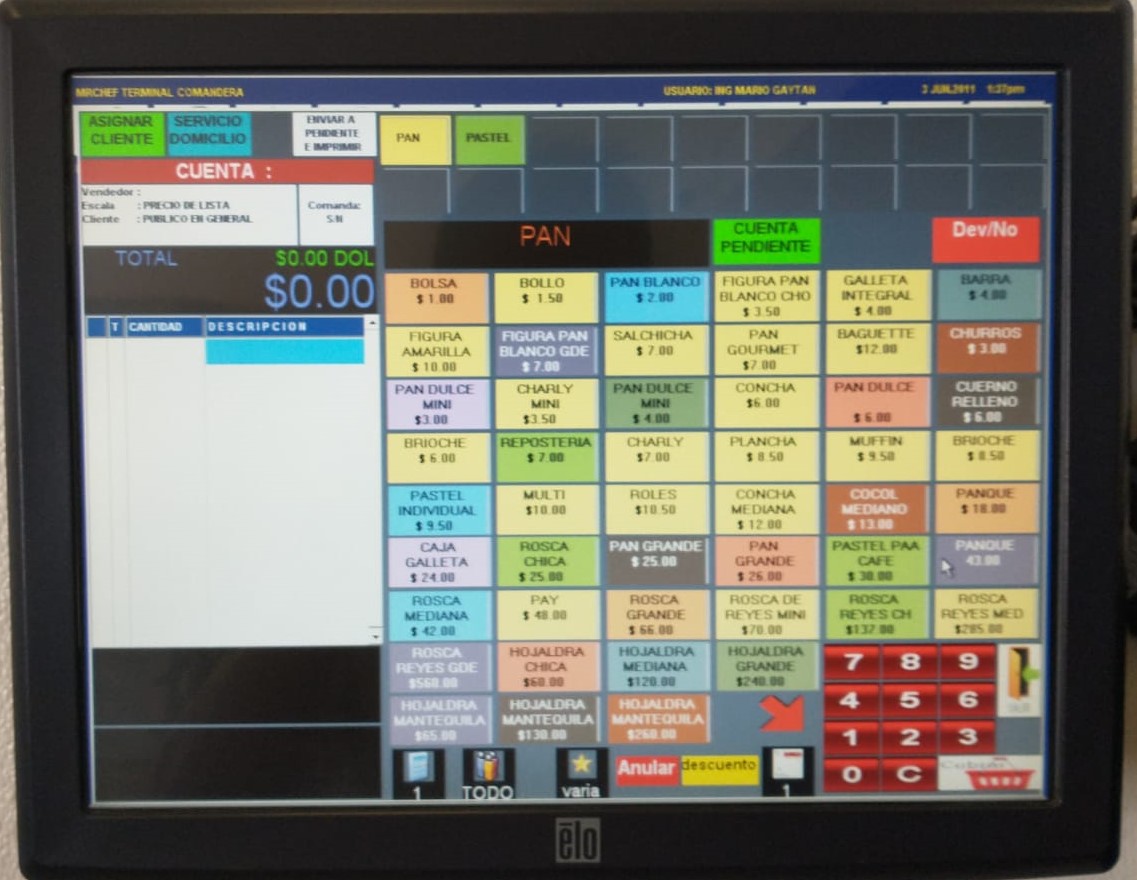 MRCHEF TERMINAL COMANDERA
USUARIO: ING MARIO GAYTAN
3 JUN.2011 1:37pm
ASIGNAR
CLIENTE
SERVICIO
DOMICILIO
ENVIAR A
PENDIENTE
E IMPRIMIR
PAN
PASTEL
CUENTA :
Vendedor :
Escala : PRECIO DE LISTA
Cliente : PUBLICO EN GENERAL
Comanda:
S/N
TOTAL
$0.00 DOL
$0.00
T CANTIDAD DESCRIPCION
PAN
CUENTA
PENDIENTE
Dev/No
BOLSA
$ 1.00
BOLLO
$ 1.50
PAN BLANCO
$ 2.00
FIGURA PAN
BLANCO CHO
$ 3.50
GALLETA
INTEGRAL
$ 4.00
BARRA
$ 4.00
FIGURA
AMARILLA
$ 10.00
FIGURA PAN
BLANCO GDE
$ 7.00
SALCHICHA
$ 7.00
PAN
GOURMET
$7.00
BAGUETTE
$12.00
CHURROS
$ 3.00
PAN DULCE
MINI
$3.00
CHARLY
MINI
$3.50
PAN DULCE
MINI
$ 4.00
CONCHA
$6.00
PAN DULCE
$ 6.00
CUERNO
RELLENO
$ 6.00
BRIOCHE
$ 6.00
REPOSTERIA
$ 7.00
CHARLY
$7.00
PLANCHA
$ 8.50
MUFFIN
$ 9.50
BRIOCHE
$ 8.50
PASTEL
INDIVIDUAL
$ 9.50
MULTI
$10.00
ROLES
$10.50
CONCHA
MEDIANA
$ 12.00
COCOL
MEDIANO
$ 13.00
PANQUE
$ 18.00
CAJA
GALLETA
$ 24.00
ROSCA
CHICA
$ 25.00
PAN GRANDE
$ 25.00
PAN
GRANDE
$ 26.00
PASTEL PAA
CAFE
$ 30.00
PANQUE
43.00
ROSCA
MEDIANA
$ 42.00
PAY
$ 48.00
ROSCA
GRANDE
$ 66.00
ROSCA DE
REYES MINI
$70.00
ROSCA
REYES CH
$137.00
ROSCA
REYES MED
$285.00
ROSCA
REYES GDE
$560.00
HOJALDRA
CHICA
$60.00
HOJALDRA
MEDIANA
$120.00
HOJALDRA
GRANDE
$240.00
HOJALDRA
MANTEQUILA
$65.00
HOJALDRA
MANTEQUILA
$130.00
HOJALDRA
MANTEQUILA
$260.00
7 8 9
4 5 6
1 2 3
0 C
1
TODO
varia
Anular
descuento
1
elo